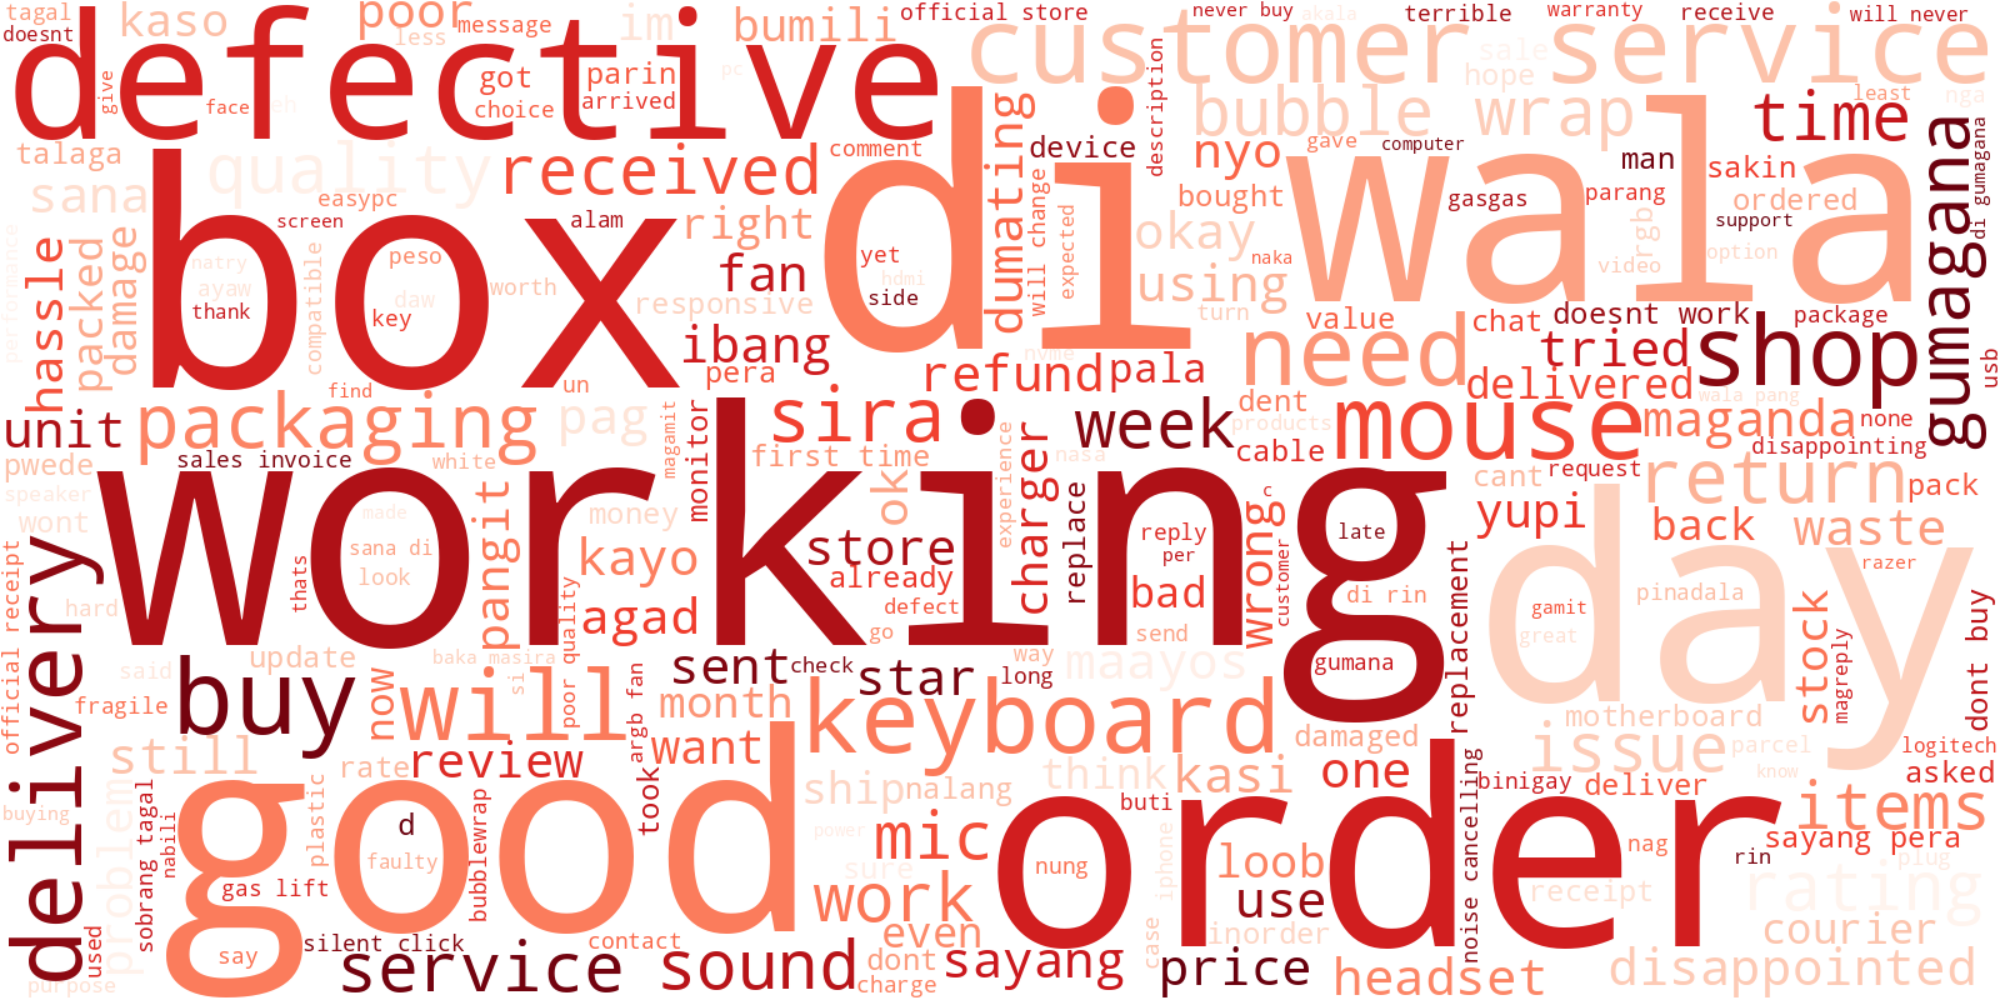 tagal
kaso
poor
message
less
im
bumili
official store
never buy
akala
terrible
warranty
receive
will never
doesnt
defective
customer service
give
face
eh
got
choice
parin
arrived
pc
description
sale
hope
least
nga
talaga
quality
received
comment
dumating
device
bubble wrap
nyo
gave
computer
man
time
gumagana
di gumagana
sana
box
easypc
screen
alam
right
di
will change
expected
okay
bought
wala
gasgas
parang
sakin
ordered
support
rgb
video
option
performance
hassle
packed
damage
natry
ayaw
thank
compatible
peso
daw
key
worth
fan
responsive
yet
hdmi
side
using
naka
turn
ibang
pera
nvme
value
need
chat
doesnt work
package
tried
shop
usb
find
un
refund
pala
delivered
wala pang
unit
packaging
pag
magamit
monitor
sira
week
dent
products
cable
mouse
maganda
none
disappointing
pwede
sales invoice
white
first time
nasa
experience
charger
ok
cant
request
return
pack
speaker
wont
working
made
sana di
look
pangit
money
kayo
store
already
defect
go
replace
reply
per
bad
send
wrong
c
customer
late
yupi
back
waste
day
razer
official receipt
delivery
hard
thats
poor quality
agad
di rin
gumana
replacement
gamit
great
pinadala
stock
magreply
dont buy
said
update
baka masira
si
sent
check
star
way
long
maayos
fragile
buy
now
will
argb fan
month
keyboard
damaged
motherboard
issue
parcel
know
logitech
asked
still
rate
review
took
want
ship
nalang
think
kasi
one
noise cancelling
binigay
deliver
items
buying
problem
sobrang tagal
nabili
plastic
good
d
faulty
bubblewrap
power
mic
sure
buti
iphone
case
order
nung
loob
use
nag
sayang pera
rin
plug
used
purpose
gas lift
say
silent click
service
contact
sound
work
even
dont
charge
sayang
inorder
price
receipt
rating
headset
courier
disappointed